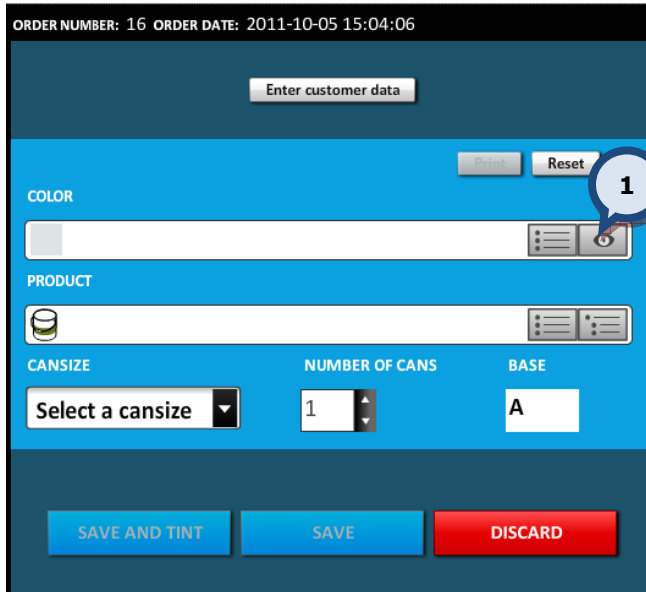 ORDER NUMBER: 16 ORDER DATE: 2011-10-05 15:04:06
Enter customer data
Print Reset
1
COLOR
PRODUCT
CANSIZE NUMBER OF CANS BASE
Select a cansize 1 A
SAVE AND TINT SAVE DISCARD